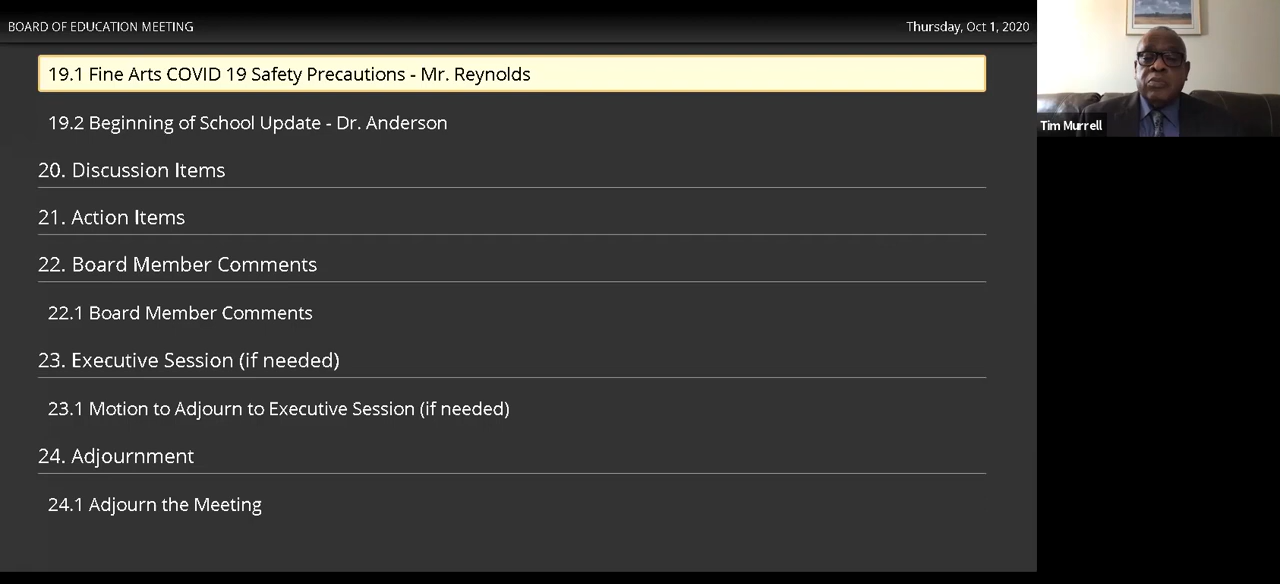 BOARD OF EDUCATION MEETING
Thursday, Oct 1, 2020
19.1 Fine Arts COVID 19 Safety Precautions - Mr. Reynolds
19.2 Beginning of School Update - Dr. Anderson
20. Discussion Items
21. Action Items
22. Board Member Comments
22.1 Board Member Comments
23. Executive Session (if needed)
23.1 Motion to Adjourn to Executive Session (if needed)
24. Adjournment
24.1 Adjourn the Meeting
Tim Murrell